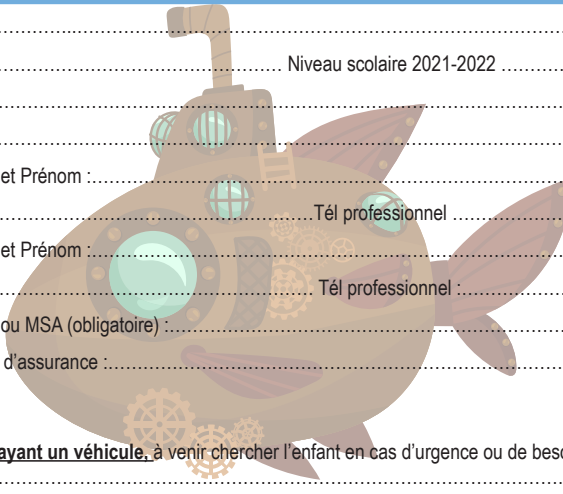 Niveau scolaire 2021-2022
et Prénom :
Tél professionnel
et Prénom :
Tél professionnel :
ou MSA (obligatoire) :
d’assurance :
ayant un véhicule, à venir chercher l’enfant en cas d’urgence ou de beso